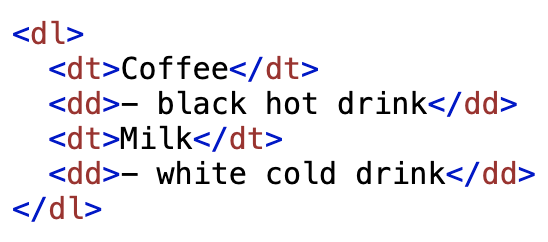 <dl>
  <dt>Coffee</dt>
  <dd>- black hot drink</dd>
  <dt>Milk</dt>
  <dd>- white cold drink</dd>
</dl>